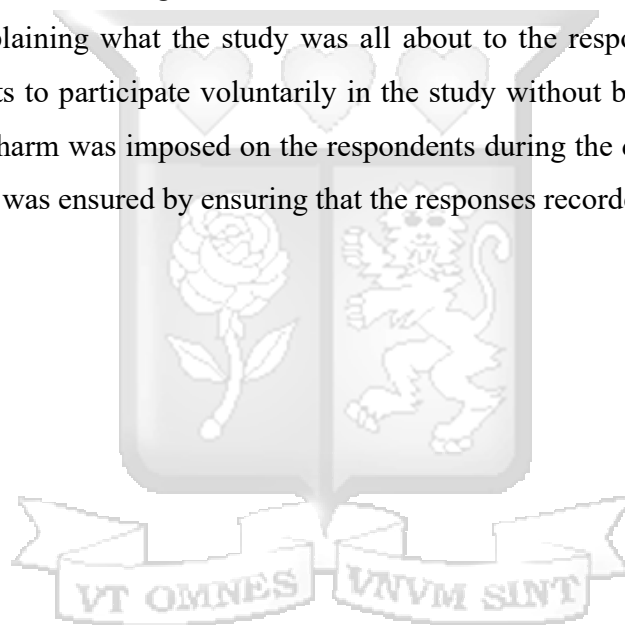 plaining what the study was all about to the respo
ts to participate voluntarily in the study without b
harm was imposed on the respondents during the
was ensured by ensuring that the responses record
VT OMNES VNVM SINT